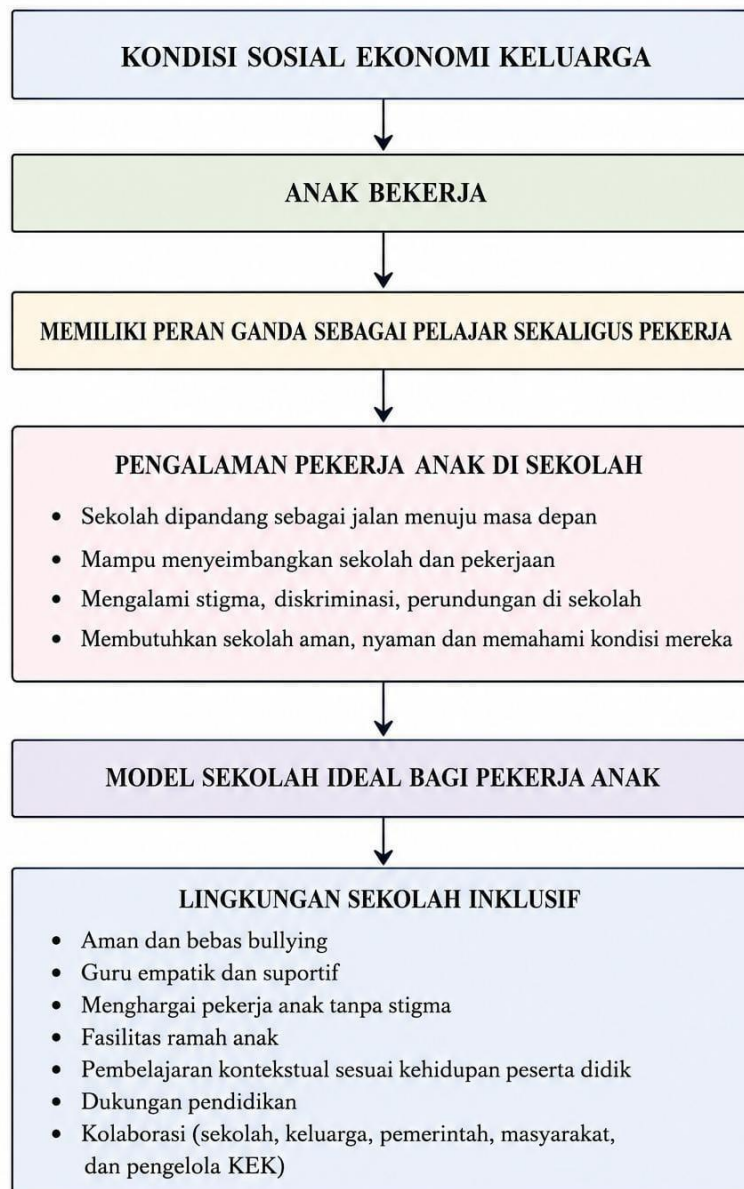 KONDISI SOSIAL EKONOMI KELUARGA
ANAK BEKERJA
MEMILIKI PERAN GANDA SEBAGAI PELAJAR SEKALIGUS PEKERJA
PENGALAMAN PEKERJA ANAK DI SEKOLAH
• Sekolah dipandang sebagai jalan menuju masa depan
• Mampu menyeimbangkan sekolah dan pekerjaan
• Mengalami stigma, diskriminasi, perundungan di sekolah
• Membutuhkan sekolah aman, nyaman dan memahami kondisi mereka
MODEL SEKOLAH IDEAL BAGI PEKERJA ANAK
LINGKUNGAN SEKOLAH INKLUSIF
• Aman dan bebas bullying
• Guru empatik dan suportif
• Menghargai pekerja anak tanpa stigma
• Fasilitas ramah anak
• Pembelajaran kontekstual sesuai kehidupan peserta didik
• Dukungan pendidikan
• Kolaborasi (sekolah, keluarga, pemerintah, masyarakat,
dan pengelola KEK)